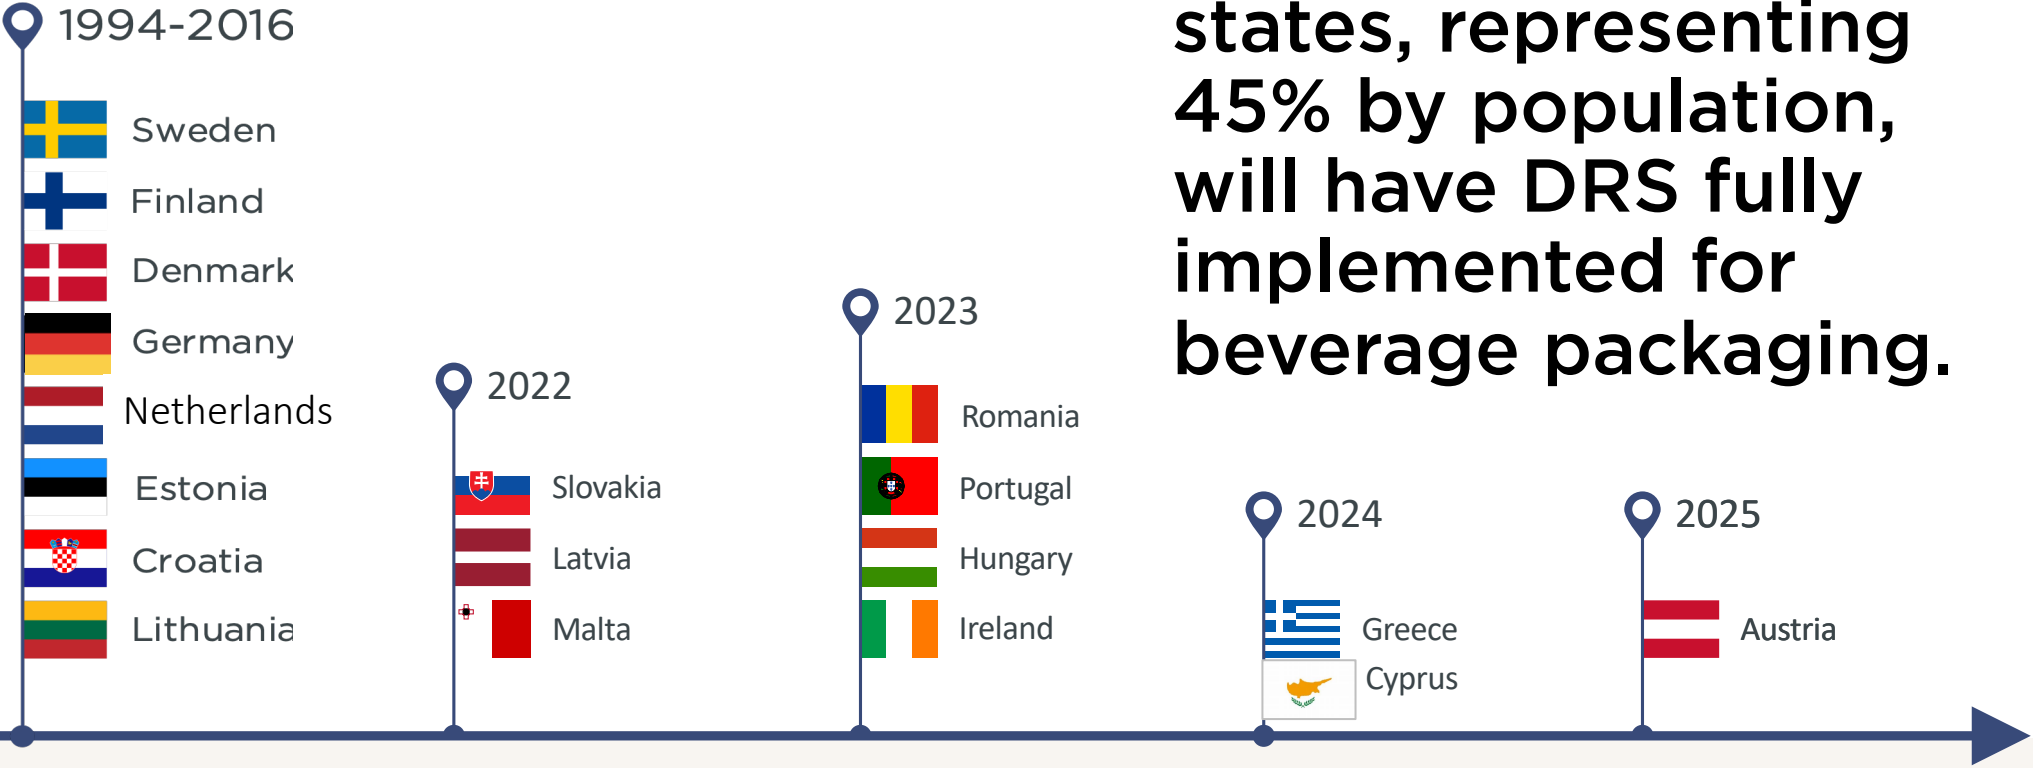 1994-2016
Sweden
Finland
Denmark
Germany
Netherlands
Estonia
Croatia
Lithuania
2022
Slovakia
Latvia
Malta
2023
Romania
Portugal
Hungary
Ireland
states, representing
45% by population,
will have DRS fully
implemented for
beverage packaging.
2024
Greece
Cyprus
2025
Austria